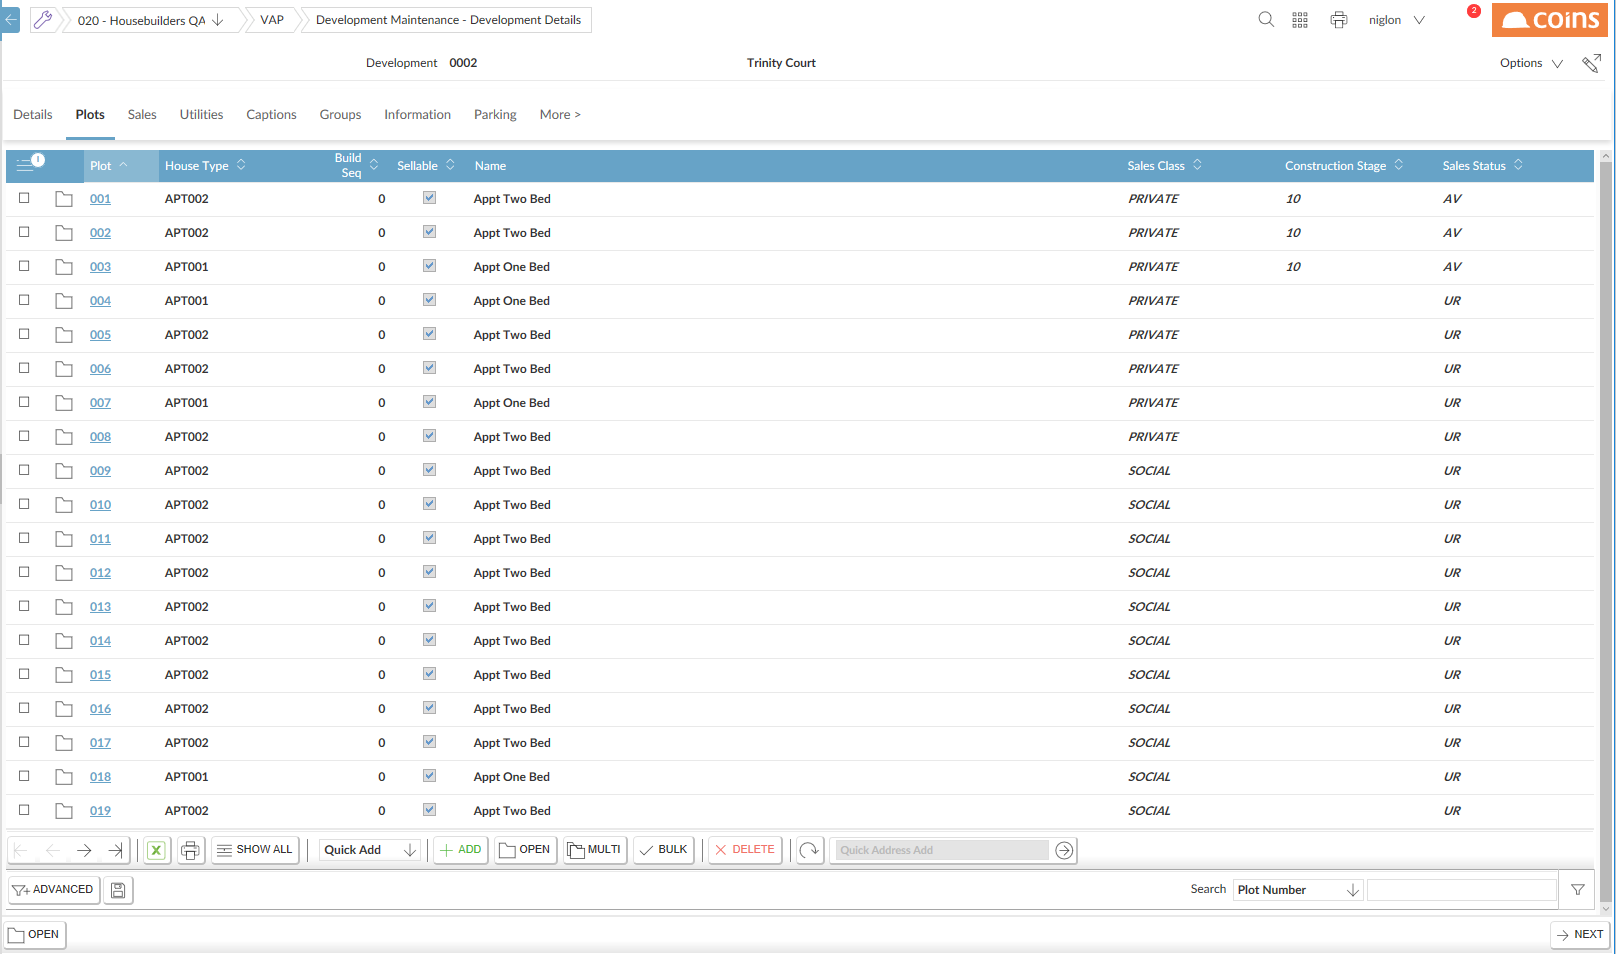 020 - Housebuilders QA VAP Development Maintenance - Development Details niglon 2 coins
Development 0002 Trinity Court Options
Details Plots Sales Utilities Captions Groups Information Parking More >
Plot House Type Build Seq Sellable Name Sales Class Construction Stage Sales Status
001 APT002 0 Appt Two Bed PRIVATE 10 AV
002 APT002 0 Appt Two Bed PRIVATE 10 AV
003 APT001 0 Appt One Bed PRIVATE 10 AV
004 APT001 0 Appt One Bed PRIVATE UR
005 APT002 0 Appt Two Bed PRIVATE UR
006 APT002 0 Appt Two Bed PRIVATE UR
007 APT001 0 Appt One Bed PRIVATE UR
008 APT002 0 Appt Two Bed PRIVATE UR
009 APT002 0 Appt Two Bed SOCIAL UR
010 APT002 0 Appt Two Bed SOCIAL UR
011 APT002 0 Appt Two Bed SOCIAL UR
012 APT002 0 Appt Two Bed SOCIAL UR
013 APT002 0 Appt Two Bed SOCIAL UR
014 APT002 0 Appt Two Bed SOCIAL UR
015 APT002 0 Appt Two Bed SOCIAL UR
016 APT002 0 Appt Two Bed SOCIAL UR
017 APT002 0 Appt Two Bed SOCIAL UR
018 APT001 0 Appt One Bed SOCIAL UR
019 APT002 0 Appt Two Bed SOCIAL UR
SHOW ALL Quick Add ADD OPEN MULTI BULK DELETE Quick Address Add
ADVANCED Search Plot Number
OPEN NEXT